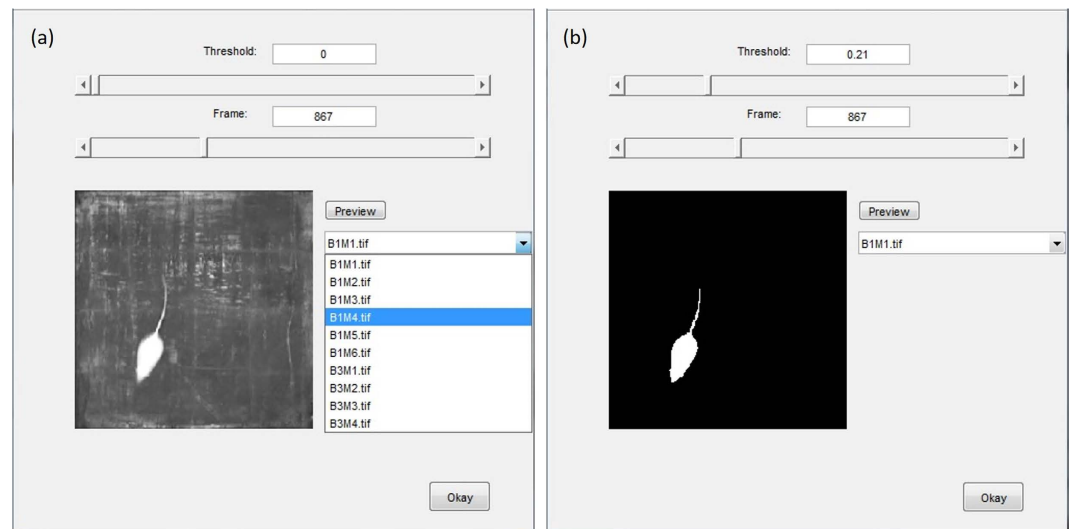 (a)
Threshold: 0
Frame: 867
Preview
B1M1.tif
B1M1.tif
B1M2.tif
B1M3.tif
B1M4.tif
B1M5.tif
B1M6.tif
B3M1.tif
B3M2.tif
B3M3.tif
B3M4.tif
Okay
(b)
Threshold: 0.21
Frame: 867
Preview
B1M1.tif
Okay